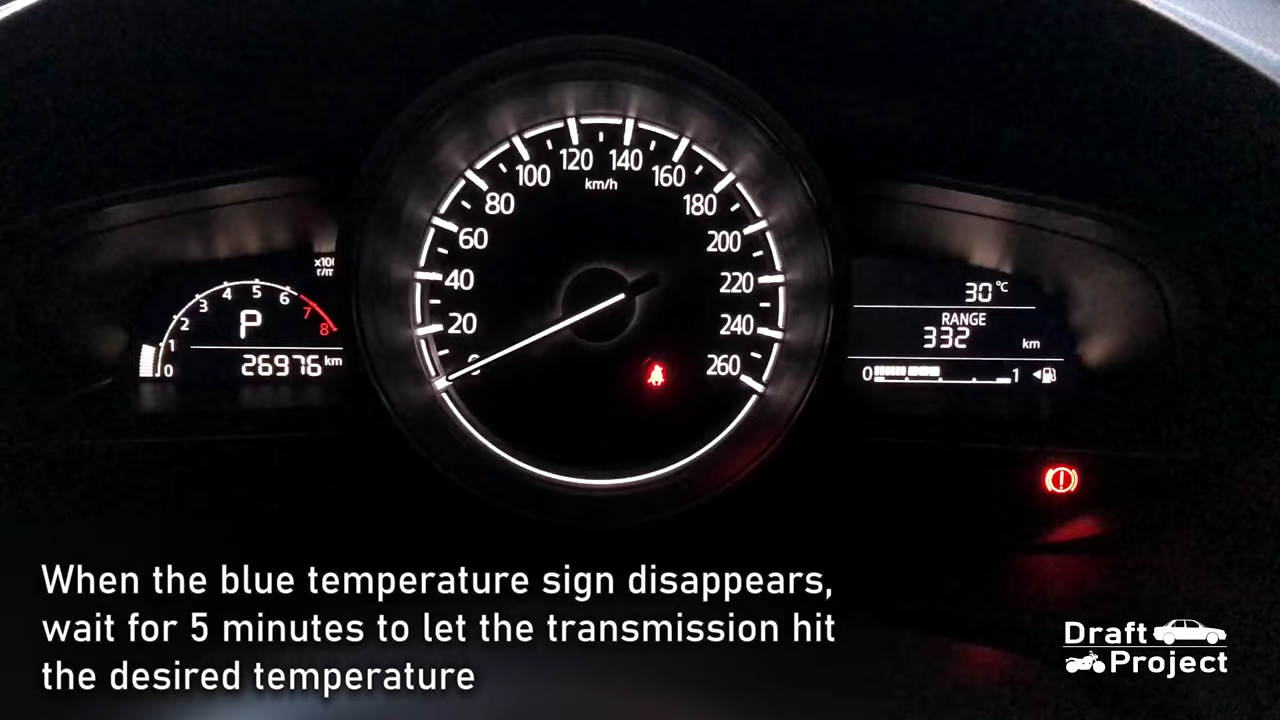 x100
r/m
0
1
2
3
4
5
6
7
8
P
26976 km
0
20
40
60
80
100
120
140
160
180
200
220
240
260
km/h
30°C
RANGE
332 km
0 1
When the blue temperature sign disappears,
wait for 5 minutes to let the transmission hit
the desired temperature
Draft
Project